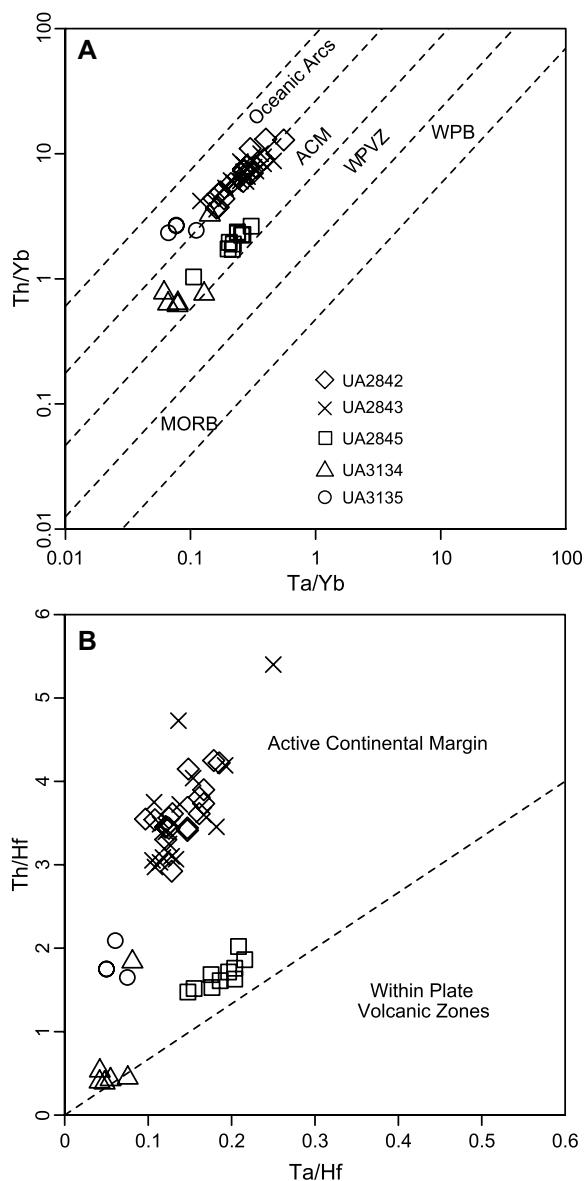 A
100
10
1
0.1
0.01
Th/Yb
Oceanic Arcs
ACM
WPVZ
WPB
MORB
UA2842
UA2843
UA2845
UA3134
UA3135
0.01 0.1 1 10 100
Ta/Yb
B
6
5
4
3
2
1
0
Th/Hf
Active Continental Margin
Within Plate
Volcanic Zones
0 0.1 0.2 0.3 0.4 0.5 0.6
Ta/Hf